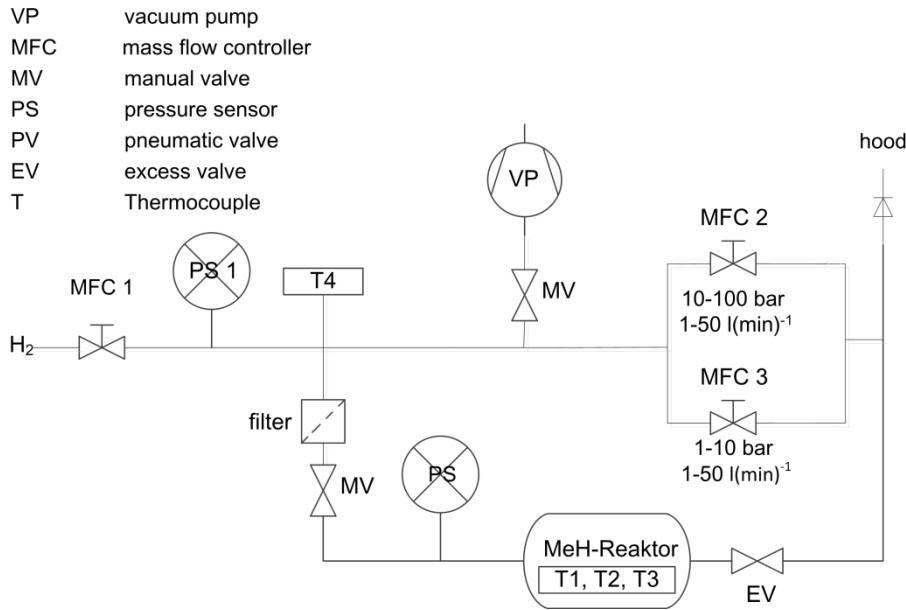 VP vacuum pump
MFC mass flow controller
MV manual valve
PS pressure sensor
PV pneumatic valve
EV excess valve
T Thermocouple
hood
VP
MFC 2
PS 1
T4
MFC 1
MV
10-100 bar
1-50 l(min)⁻¹
H₂
MFC 3
filter
1-10 bar
1-50 l(min)⁻¹
PS
MV
MeH-Reaktor
T1, T2, T3
EV